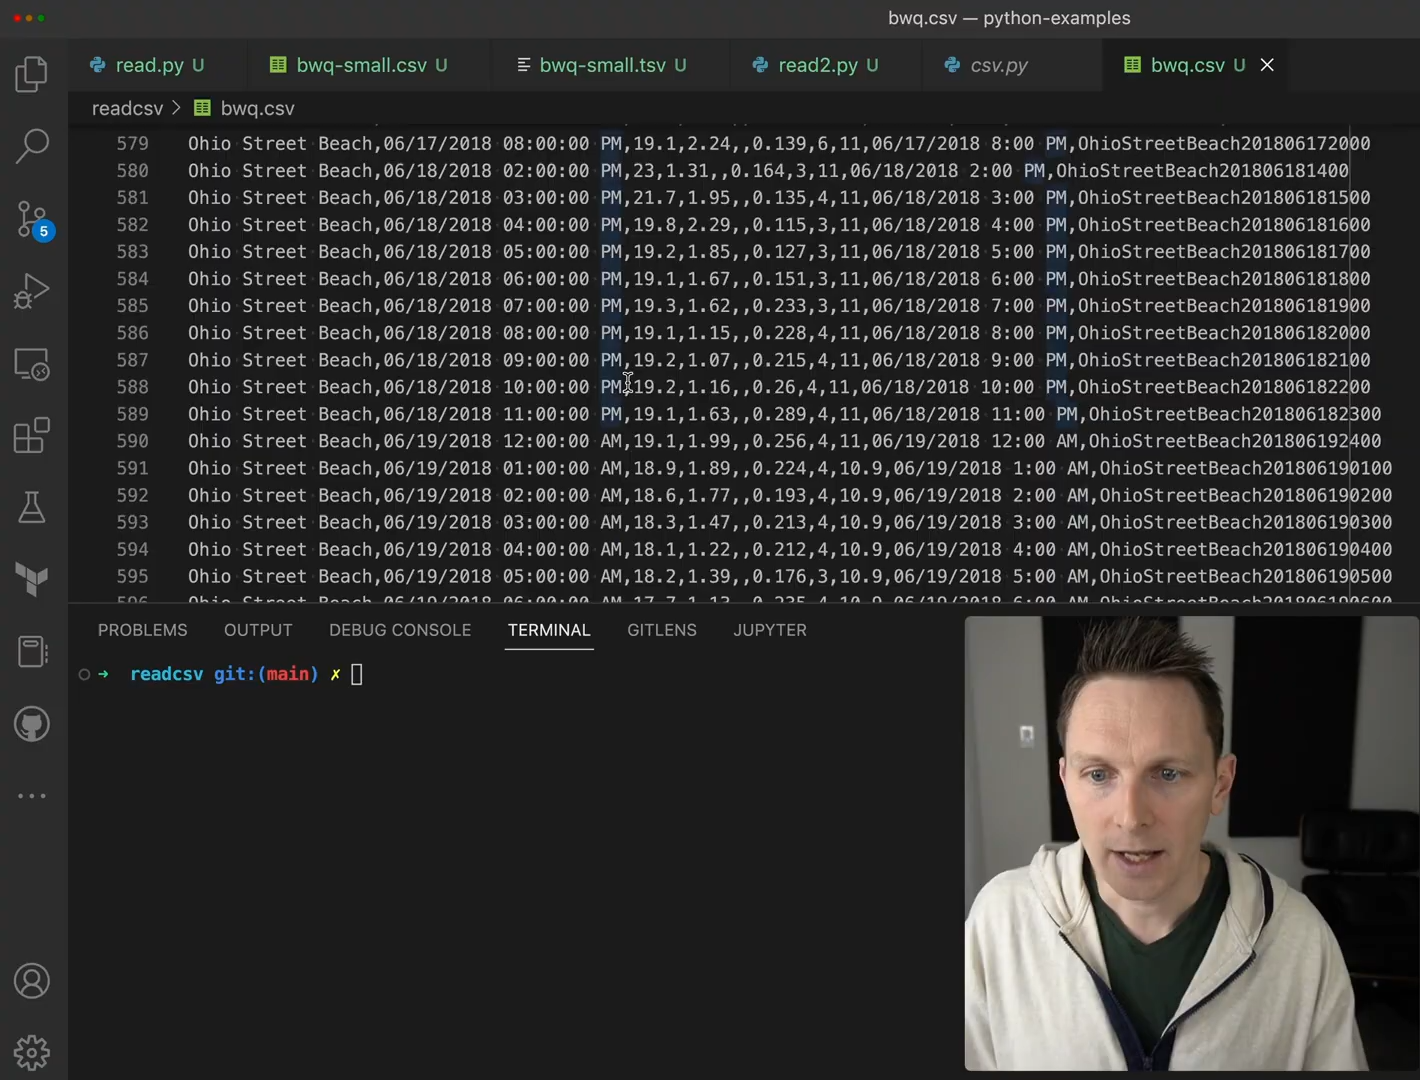 bwq.csv — python-examples
read.py U
bwq-small.csv U
bwq-small.tsv U
read2.py U
csv.py
bwq.csv U
readcsv > bwq.csv
579 Ohio Street Beach,06/17/2018 08:00:00 PM,19.1,2.24,,0.139,6,11,06/17/2018 8:00 PM,OhioStreetBeach201806172000
580 Ohio Street Beach,06/18/2018 02:00:00 PM,23,1.31,,0.164,3,11,06/18/2018 2:00 PM,OhioStreetBeach201806181400
581 Ohio Street Beach,06/18/2018 03:00:00 PM,21.7,1.95,,0.135,4,11,06/18/2018 3:00 PM,OhioStreetBeach201806181500
582 Ohio Street Beach,06/18/2018 04:00:00 PM,19.8,2.29,,0.115,3,11,06/18/2018 4:00 PM,OhioStreetBeach201806181600
583 Ohio Street Beach,06/18/2018 05:00:00 PM,19.2,1.85,,0.127,3,11,06/18/2018 5:00 PM,OhioStreetBeach201806181700
584 Ohio Street Beach,06/18/2018 06:00:00 PM,19.1,1.67,,0.151,3,11,06/18/2018 6:00 PM,OhioStreetBeach201806181800
585 Ohio Street Beach,06/18/2018 07:00:00 PM,19.3,1.62,,0.233,3,11,06/18/2018 7:00 PM,OhioStreetBeach201806181900
586 Ohio Street Beach,06/18/2018 08:00:00 PM,19.1,1.15,,0.228,4,11,06/18/2018 8:00 PM,OhioStreetBeach201806182000
587 Ohio Street Beach,06/18/2018 09:00:00 PM,19.2,1.07,,0.215,4,11,06/18/2018 9:00 PM,OhioStreetBeach201806182100
588 Ohio Street Beach,06/18/2018 10:00:00 PM,19.2,1.16,,0.26,4,11,06/18/2018 10:00 PM,OhioStreetBeach201806182200
589 Ohio Street Beach,06/18/2018 11:00:00 PM,19.1,1.63,,0.289,4,11,06/18/2018 11:00 PM,OhioStreetBeach201806182300
590 Ohio Street Beach,06/19/2018 12:00:00 AM,19.1,1.99,,0.256,4,11,06/19/2018 12:00 AM,OhioStreetBeach201806192400
591 Ohio Street Beach,06/19/2018 01:00:00 AM,18.9,1.89,,0.224,4,10.9,06/19/2018 1:00 AM,OhioStreetBeach201806190100
592 Ohio Street Beach,06/19/2018 02:00:00 AM,18.6,1.77,,0.193,4,10.9,06/19/2018 2:00 AM,OhioStreetBeach201806190200
593 Ohio Street Beach,06/19/2018 03:00:00 AM,18.3,1.47,,0.213,4,10.9,06/19/2018 3:00 AM,OhioStreetBeach201806190300
594 Ohio Street Beach,06/19/2018 04:00:00 AM,18.1,1.22,,0.212,4,10.9,06/19/2018 4:00 AM,OhioStreetBeach201806190400
595 Ohio Street Beach,06/19/2018 05:00:00 AM,18.2,1.39,,0.176,3,10.9,06/19/2018 5:00 AM,OhioStreetBeach201806190500
5
PROBLEMS OUTPUT DEBUG CONSOLE TERMINAL GITLENS JUPYTER
➜ readcsv git:(main) ✗